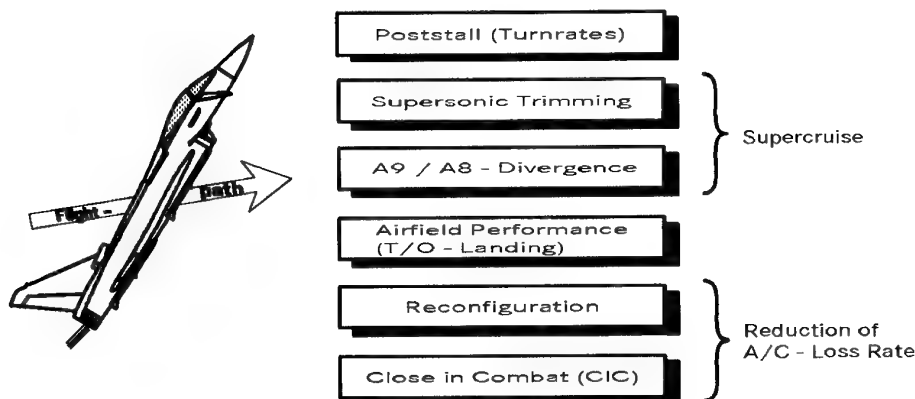 Poststall (Turnrates)
Supersonic Trimming
Supercruise
A9 / A8 - Divergence
Flight - path
Airfield Performance
(T/O - Landing)
Reconfiguration
Reduction of
A/C - Loss Rate
Close in Combat (CIC)